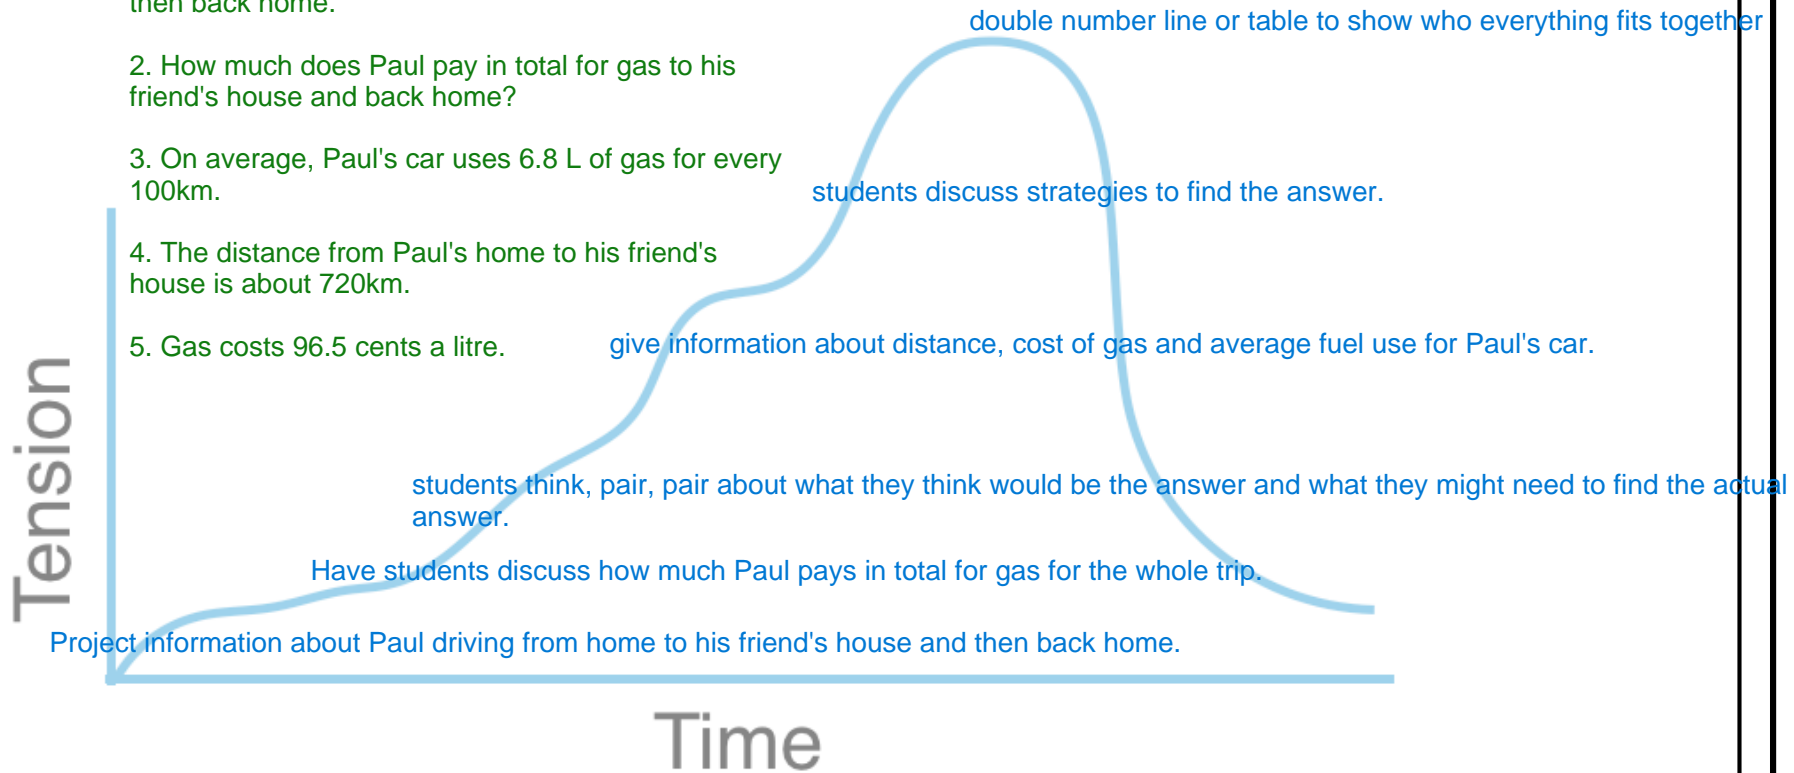 then back home.
double number line or table to show who everything fits together
2. How much does Paul pay in total for gas to his
friend's house and back home?
3. On average, Paul's car uses 6.8 L of gas for every
100km.
students discuss strategies to find the answer.
4. The distance from Paul's home to his friend's
house is about 720km.
5. Gas costs 96.5 cents a litre.
give information about distance, cost of gas and average fuel use for Paul's car.
Tension
students think, pair, pair about what they think would be the answer and what they might need to find the actual
answer.
Have students discuss how much Paul pays in total for gas for the whole trip.
Project information about Paul driving from home to his friend's house and then back home.
Time